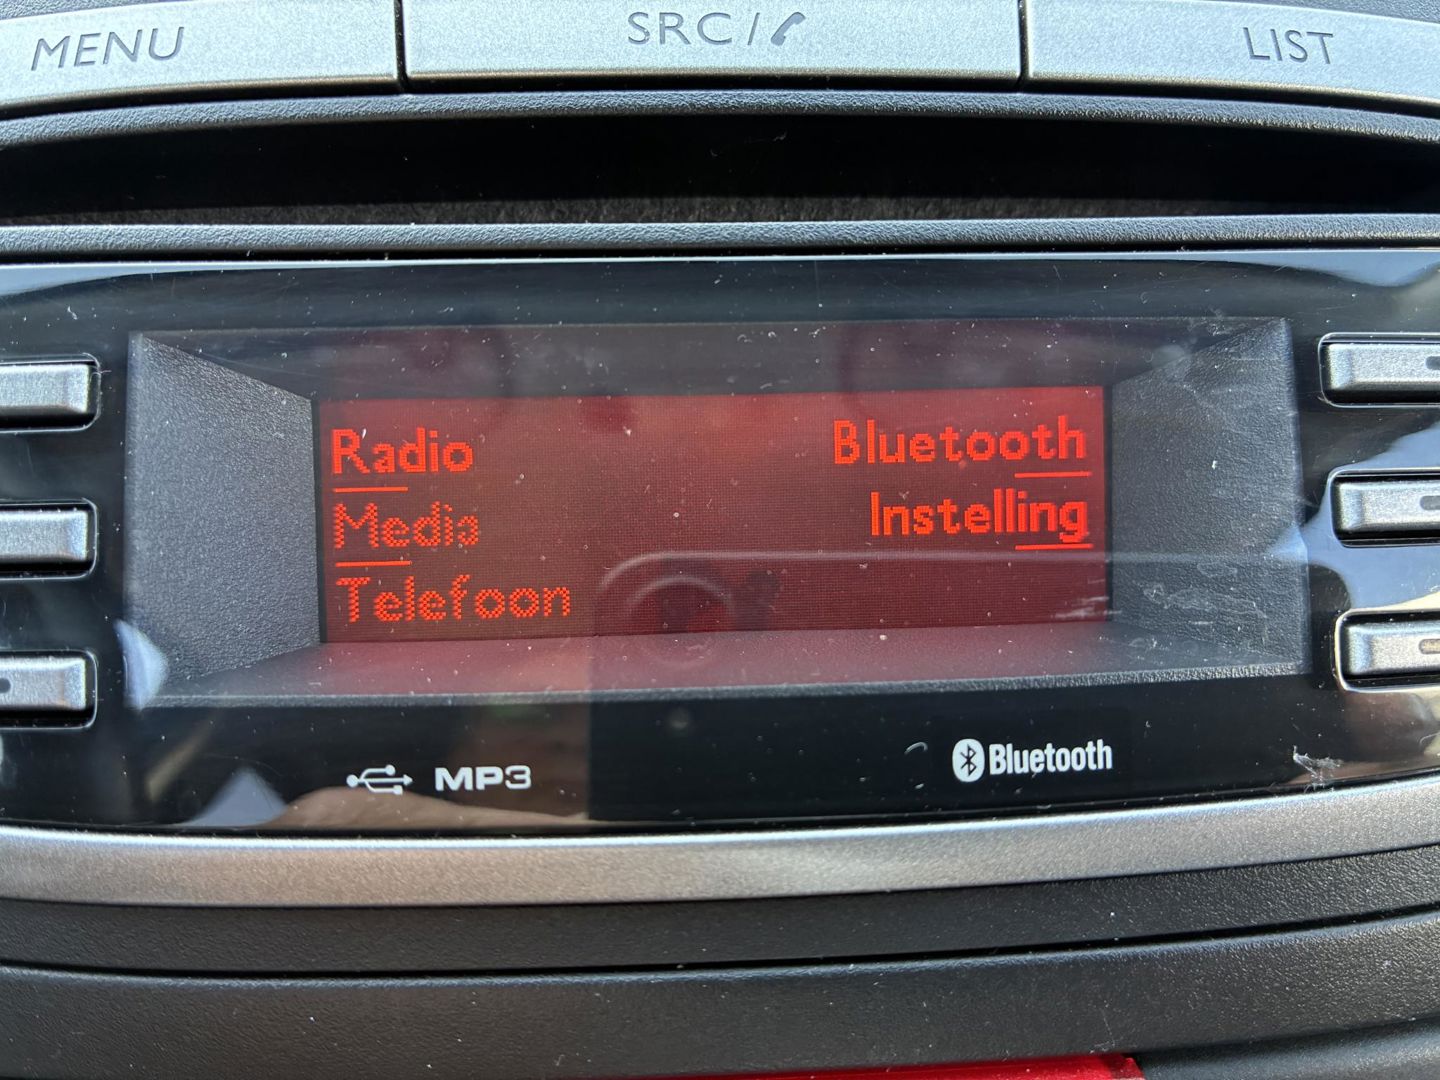 MENU
SRC/
LIST
Radio
Bluetooth
Media
Instelling
Telefoon
MP3
Bluetooth